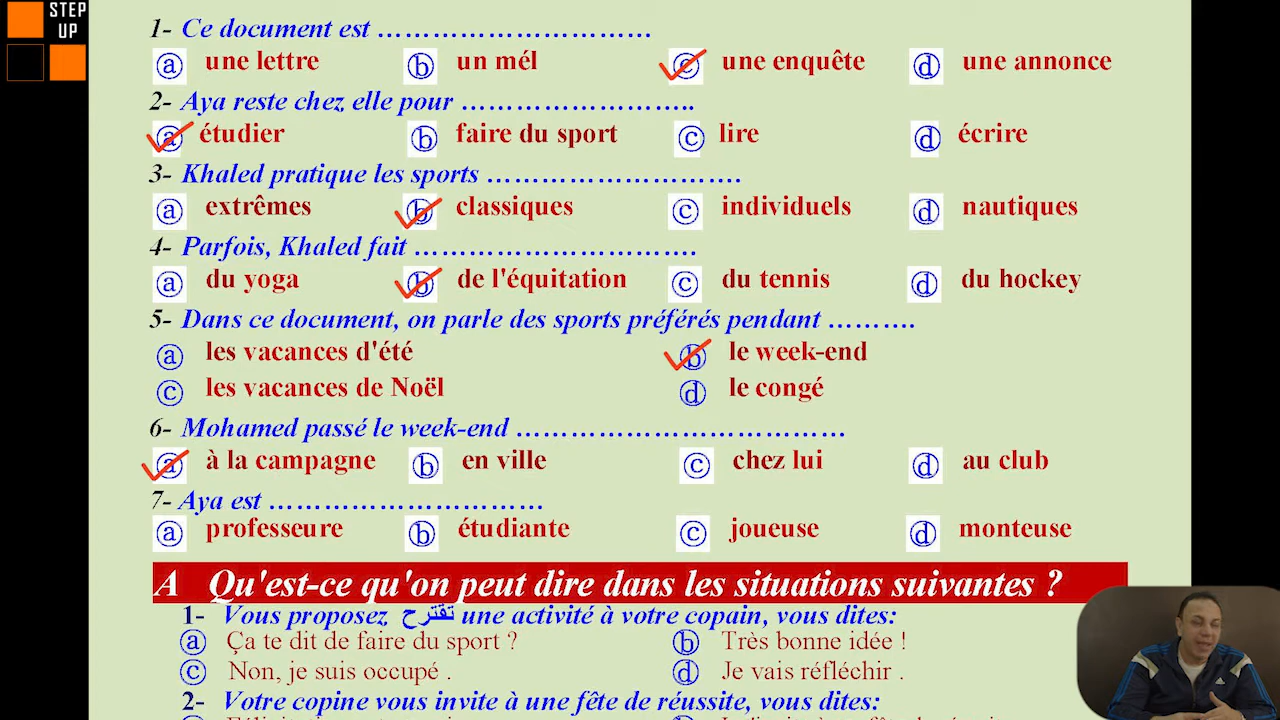 STEP
UP
1- Ce document est ……………………………
ⓐ une lettre ⓑ un mél ⓒ une enquête ⓓ une annonce
2- Aya reste chez elle pour ……………………..
ⓐ étudier ⓑ faire du sport ⓒ lire ⓓ écrire
3- Khaled pratique les sports ……………………….
ⓐ extrêmes ⓑ classiques ⓒ individuels ⓓ nautiques
4- Parfois, Khaled fait ………………………….
ⓐ du yoga ⓑ de l'équitation ⓒ du tennis ⓓ du hockey
5- Dans ce document, on parle des sports préférés pendant ……….
ⓐ les vacances d'été ⓑ le week-end
ⓒ les vacances de Noël ⓓ le congé
6- Mohamed passé le week-end ………………………………
ⓐ à la campagne ⓑ en ville ⓒ chez lui ⓓ au club
7- Aya est …………………………
ⓐ professeure ⓑ étudiante ⓒ joueuse ⓓ monteuse
A Qu'est-ce qu'on peut dire dans les situations suivantes ?
1- Vous proposez تقترح une activité à votre copain, vous dites:
ⓐ Ça te dit de faire du sport ? ⓑ Très bonne idée !
ⓒ Non, je suis occupé . ⓓ Je vais réfléchir .
2- Votre copine vous invite à une fête de réussite, vous dites: